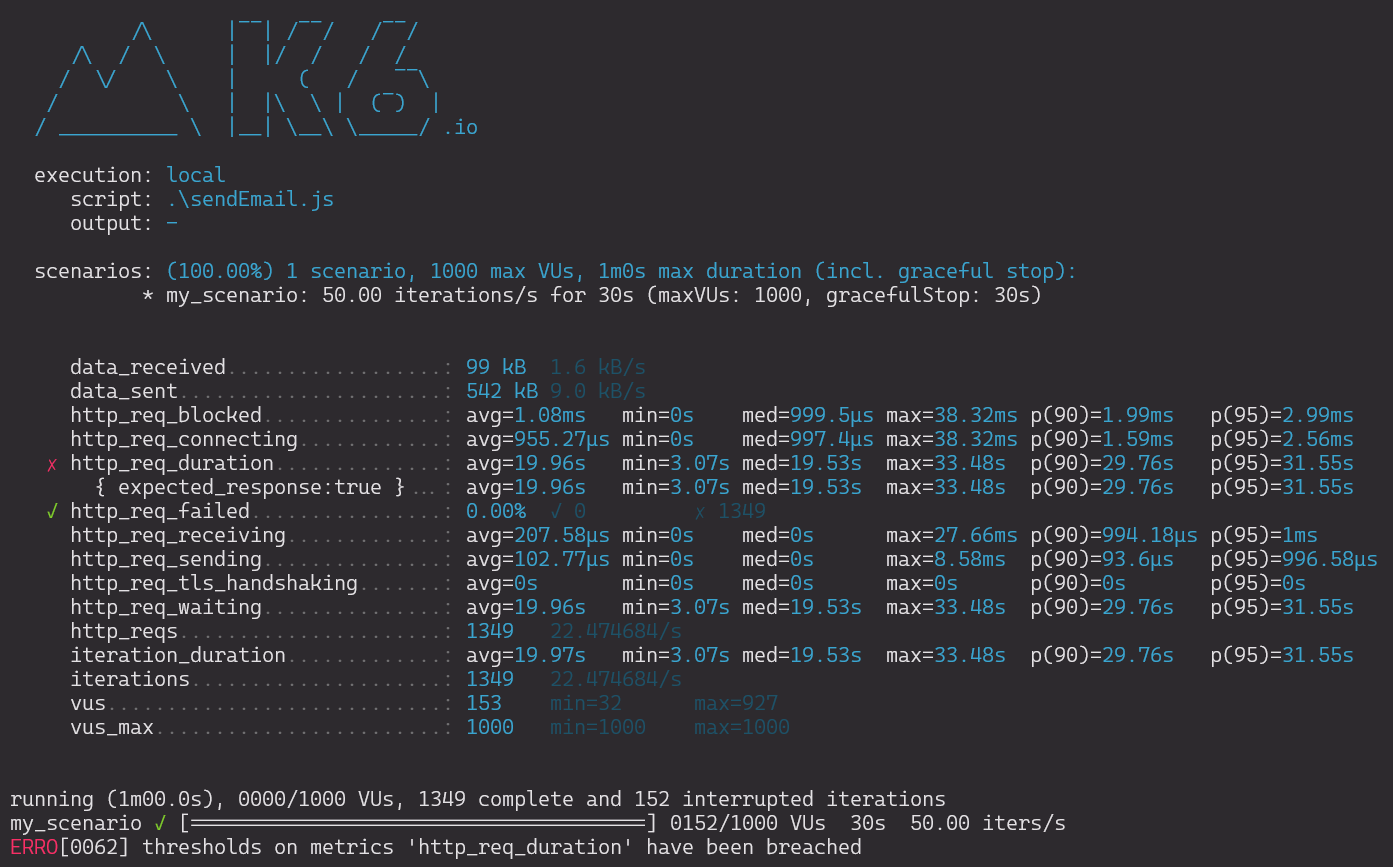 .io
execution: local
script: .\sendEmail.js
output: -
scenarios: (100.00%) 1 scenario, 1000 max VUs, 1m0s max duration (incl. graceful stop):
* my_scenario: 50.00 iterations/s for 30s (maxVUs: 1000, gracefulStop: 30s)
data_received..................: 99 kB 1.6 kB/s
data_sent......................: 542 kB 9.0 kB/s
http_req_blocked...............: avg=1.08ms min=0s med=999.5µs max=38.32ms p(90)=1.99ms p(95)=2.99ms
http_req_connecting............: avg=955.27µs min=0s med=997.4µs max=38.32ms p(90)=1.59ms p(95)=2.56ms
✗ http_req_duration..............: avg=19.96s min=3.07s med=19.53s max=33.48s p(90)=29.76s p(95)=31.55s
{ expected_response:true }...: avg=19.96s min=3.07s med=19.53s max=33.48s p(90)=29.76s p(95)=31.55s
✓ http_req_failed................: 0.00% ✓ 0 ✗ 1349
http_req_receiving.............: avg=207.58µs min=0s med=0s max=27.66ms p(90)=994.18µs p(95)=1ms
http_req_sending...............: avg=102.77µs min=0s med=0s max=8.58ms p(90)=93.6µs p(95)=996.58µs
http_req_tls_handshaking.......: avg=0s min=0s med=0s max=0s p(90)=0s p(95)=0s
http_req_waiting...............: avg=19.96s min=3.07s med=19.53s max=33.48s p(90)=29.76s p(95)=31.55s
http_reqs......................: 1349 22.474684/s
iteration_duration.............: avg=19.97s min=3.07s med=19.53s max=33.48s p(90)=29.76s p(95)=31.55s
iterations.....................: 1349 22.474684/s
vus............................: 153 min=32 max=927
vus_max........................: 1000 min=1000 max=1000
running (1m00.0s), 0000/1000 VUs, 1349 complete and 152 interrupted iterations
my_scenario ✓ [======================================] 0152/1000 VUs 30s 50.00 iters/s
ERRO[0062] thresholds on metrics 'http_req_duration' have been breached